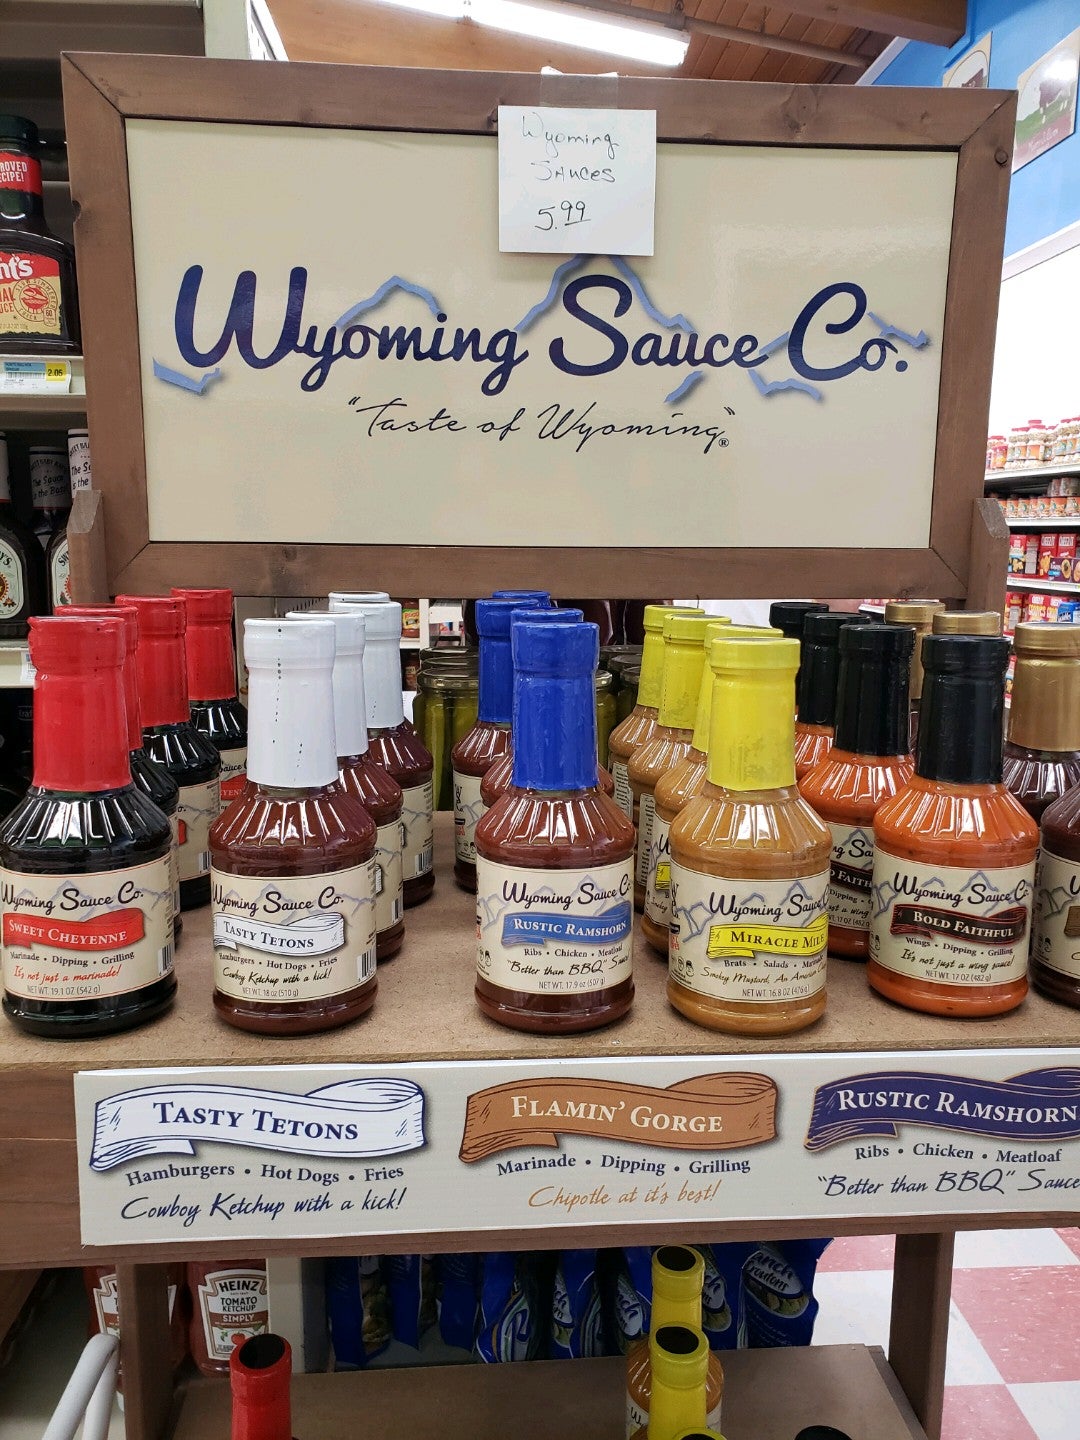 Wyoming
SAUCES
5.99
Wyoming Sauce Co.
"Taste of Wyoming"®
2.05
Wyoming Sauce Co.
SWEET CHEYENNE
Marinade • Dipping • Grilling
It's not just a marinade!
NET WT. 19.1 OZ (542 g)
Wyoming Sauce Co.
TASTY TETONS
Hamburgers • Hot Dogs • Fries
Cowboy Ketchup with a kick!
NET WT. 18 oz (510 g)
Wyoming Sauce Co.
RUSTIC RAMSHORN
Ribs • Chicken • Meatloaf
"Better than BBQ" Sauce
NET WT. 17.9 oz (507 g)
Wyoming Sauce
MIRACLE MILE
Brats • Salads •
Smoky Mustard, An American
NET WT. 16.8 OZ (476 g)
Wyoming Sauce Co.
BOLD FAITHFUL
Wings • Dipping • Grilling
It's not just a wing sauce!
NET WT. 17 OZ (482 g)
TASTY TETONS
Hamburgers • Hot Dogs • Fries
Cowboy Ketchup with a kick!
FLAMIN' GORGE
Marinade • Dipping • Grilling
Chipotle at it's best!
RUSTIC RAMSHORN
Ribs • Chicken • Meatloaf
"Better than BBQ" Sauce
HEINZ
TOMATO
KETCHUP
SIMPLY